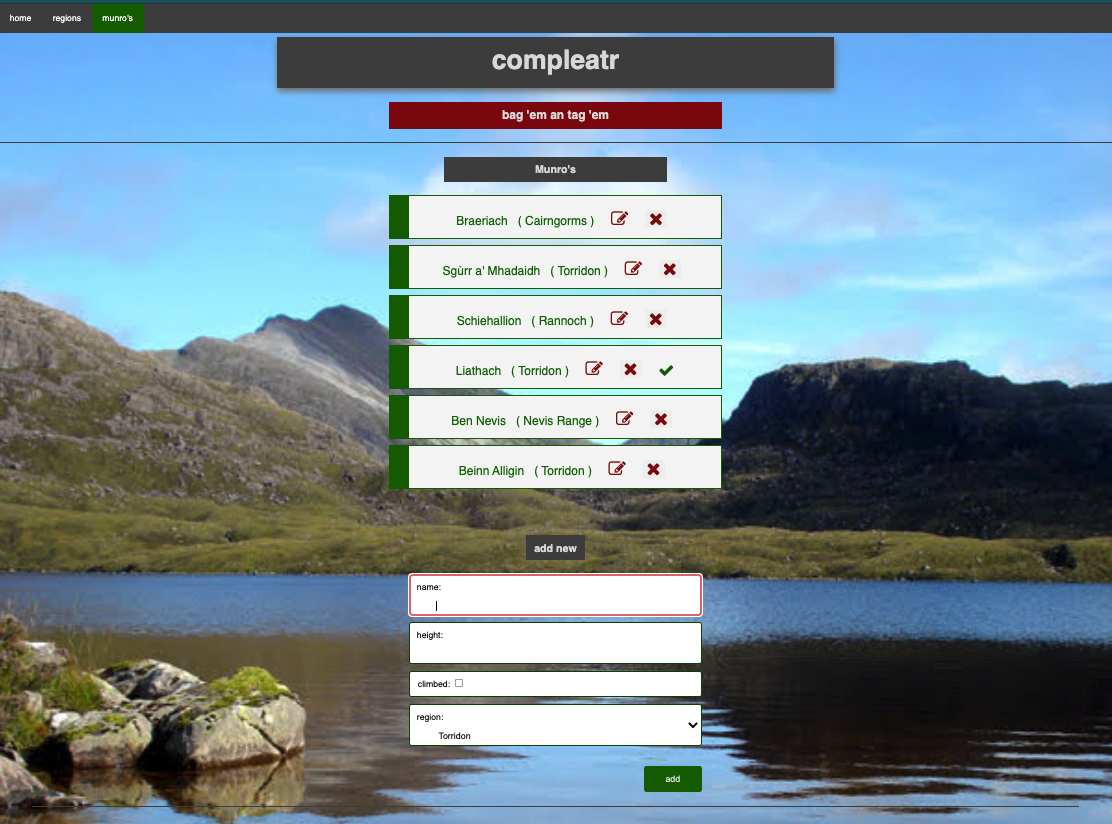 home regions munro's
compleatr
bag 'em an tag 'em
Munro's
Braeriach ( Cairngorms )
Sgùrr a' Mhadaidh ( Torridon )
Schiehallion ( Rannoch )
Liathach ( Torridon )
Ben Nevis ( Nevis Range )
Beinn Alligin ( Torridon )
add new
name:
height:
climbed:
region:
Torridon
add